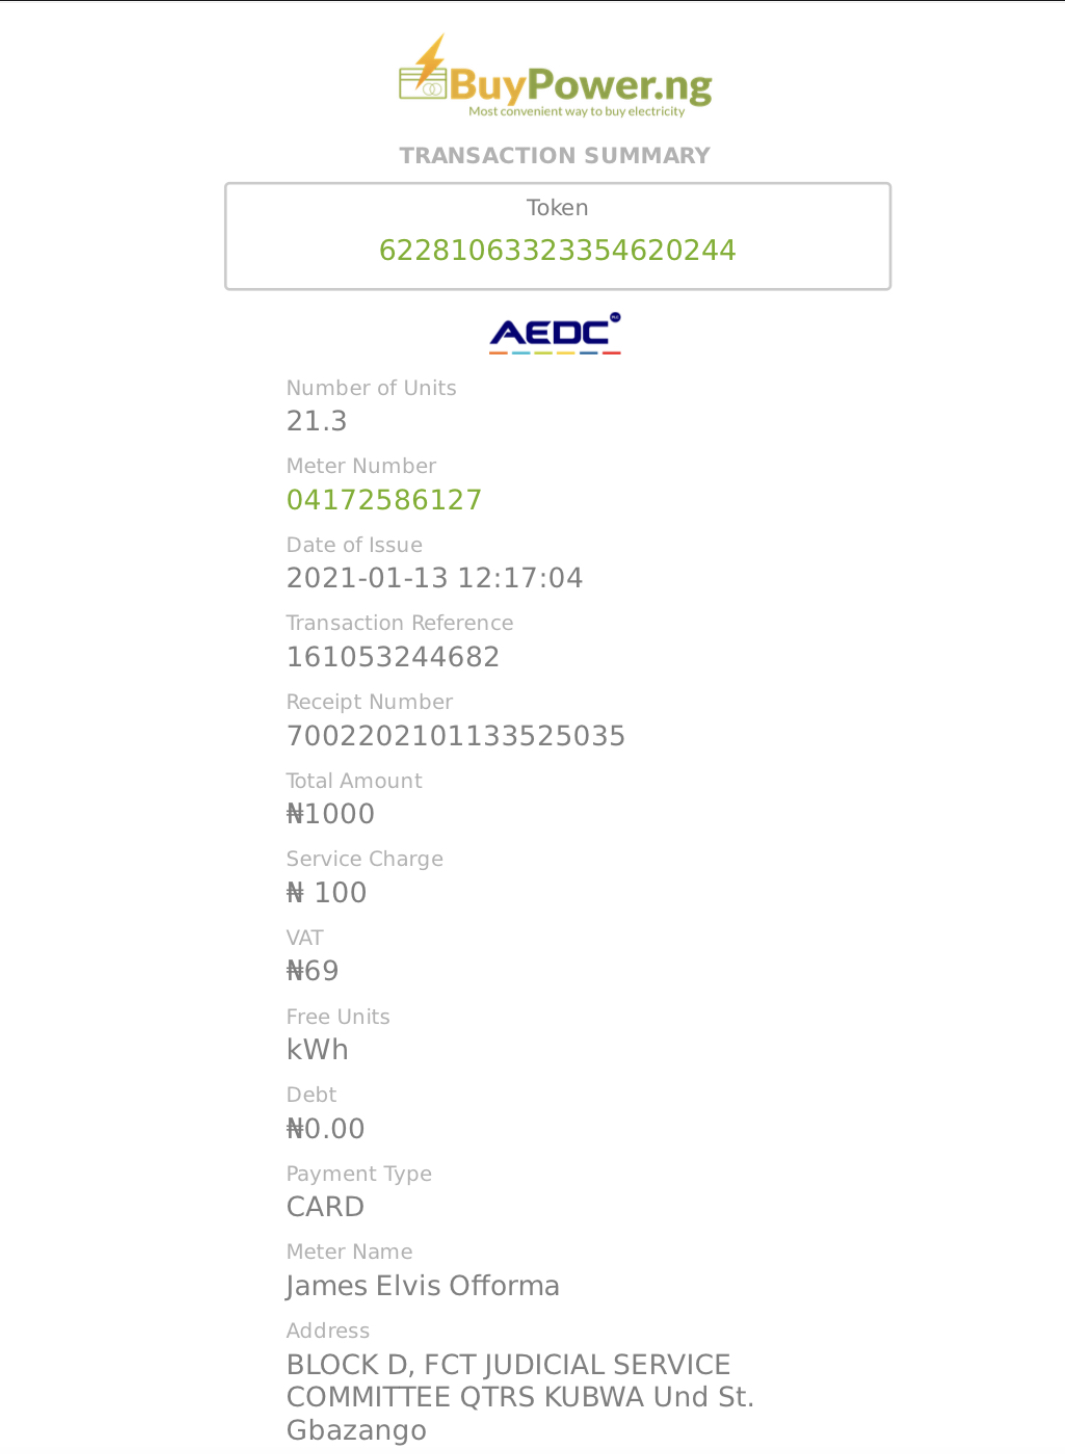 BuyPower.ng
Most convenient way to buy electricity
TRANSACTION SUMMARY
Token
62281063323354620244
AEDC
Number of Units
21.3
Meter Number
04172586127
Date of Issue
2021-01-13 12:17:04
Transaction Reference
161053244682
Receipt Number
7002202101133525035
Total Amount
₦1000
Service Charge
₦ 100
VAT
₦69
Free Units
kWh
Debt
₦0.00
Payment Type
CARD
Meter Name
James Elvis Offorma
Address
BLOCK D, FCT JUDICIAL SERVICE
COMMITTEE QTRS KUBWA Und St.
Gbazango